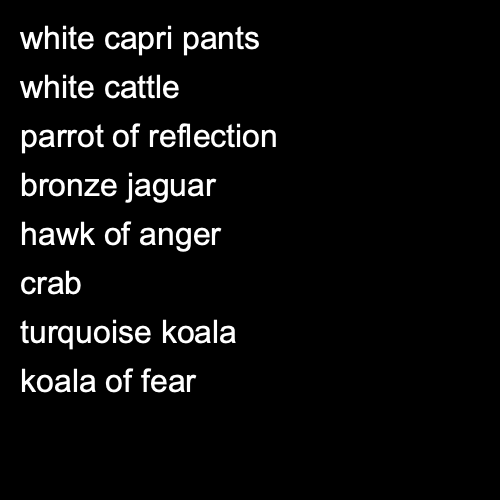 white capri pants
white cattle
parrot of reflection
bronze jaguar
hawk of anger
crab
turquoise koala
koala of fear